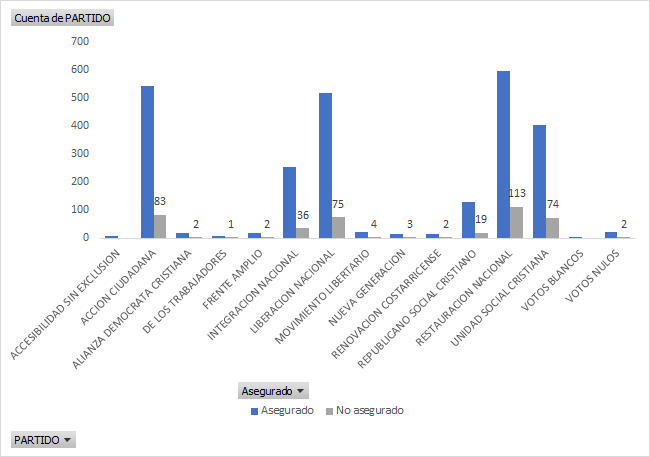 Cuenta de PARTIDO
700
600
500
400
300
200
100
0
83
2
1
2
36
75
4
3
2
19
113
74
2
ACCESIBILIDAD SIN EXCLUSION
ACCION CIUDADANA
ALIANZA DEMOCRATA CRISTIANA
DE LOS TRABAJADORES
FRENTE AMPLIO
INTEGRACION NACIONAL
LIBERACION NACIONAL
MOVIMIENTO LIBERTARIO
NUEVA GENERACION
RENOVACION COSTARRICENSE
REPUBLICANO SOCIAL CRISTIANO
RESTAURACION NACIONAL
UNIDAD SOCIAL CRISTIANA
VOTOS BLANCOS
VOTOS NULOS
Asegurado
Asegurado No asegurado
PARTIDO